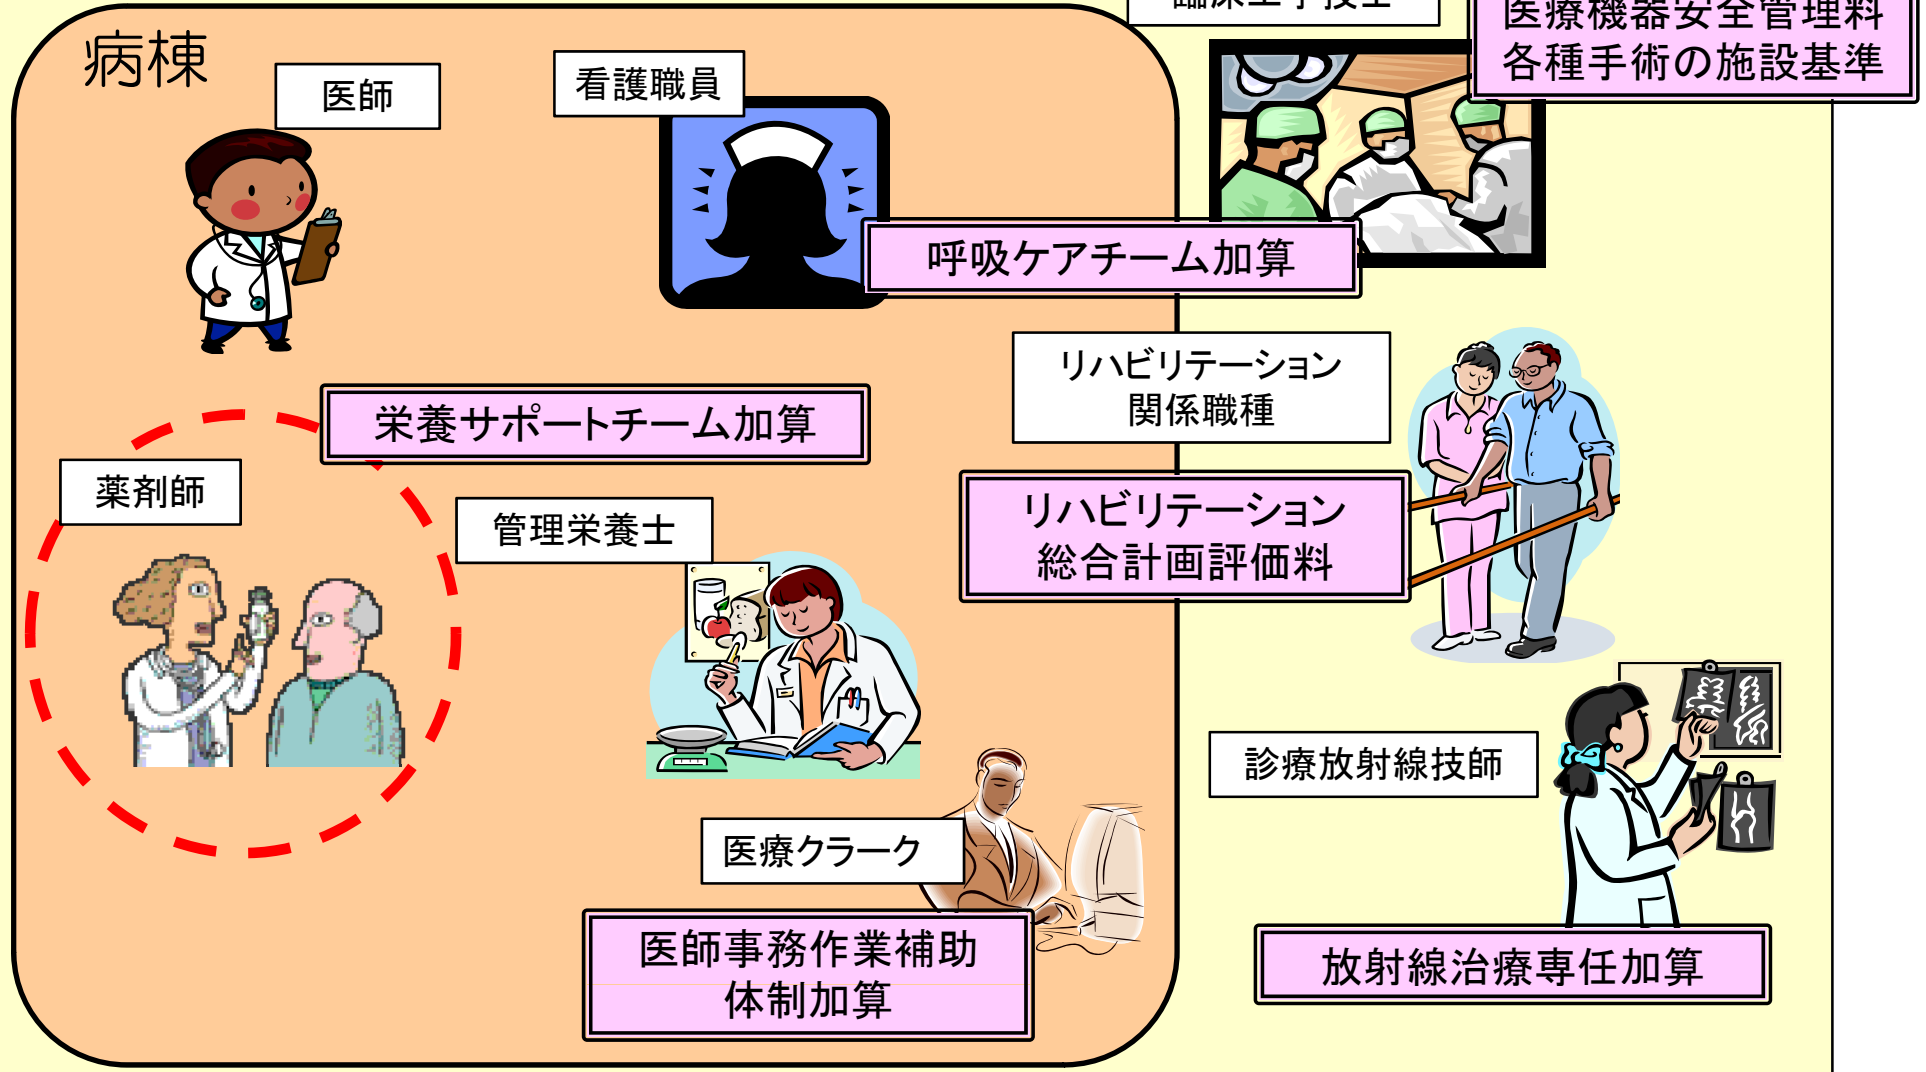 臨床工学技士
医療機器安全管理料
各種手術の施設基準
病棟
医師
看護職員
呼吸ケアチーム加算
リハビリテーション
関係職種
栄養サポートチーム加算
薬剤師
管理栄養士
リハビリテーション
総合計画評価料
診療放射線技師
医療クラーク
医師事務作業補助
体制加算
放射線治療専任加算